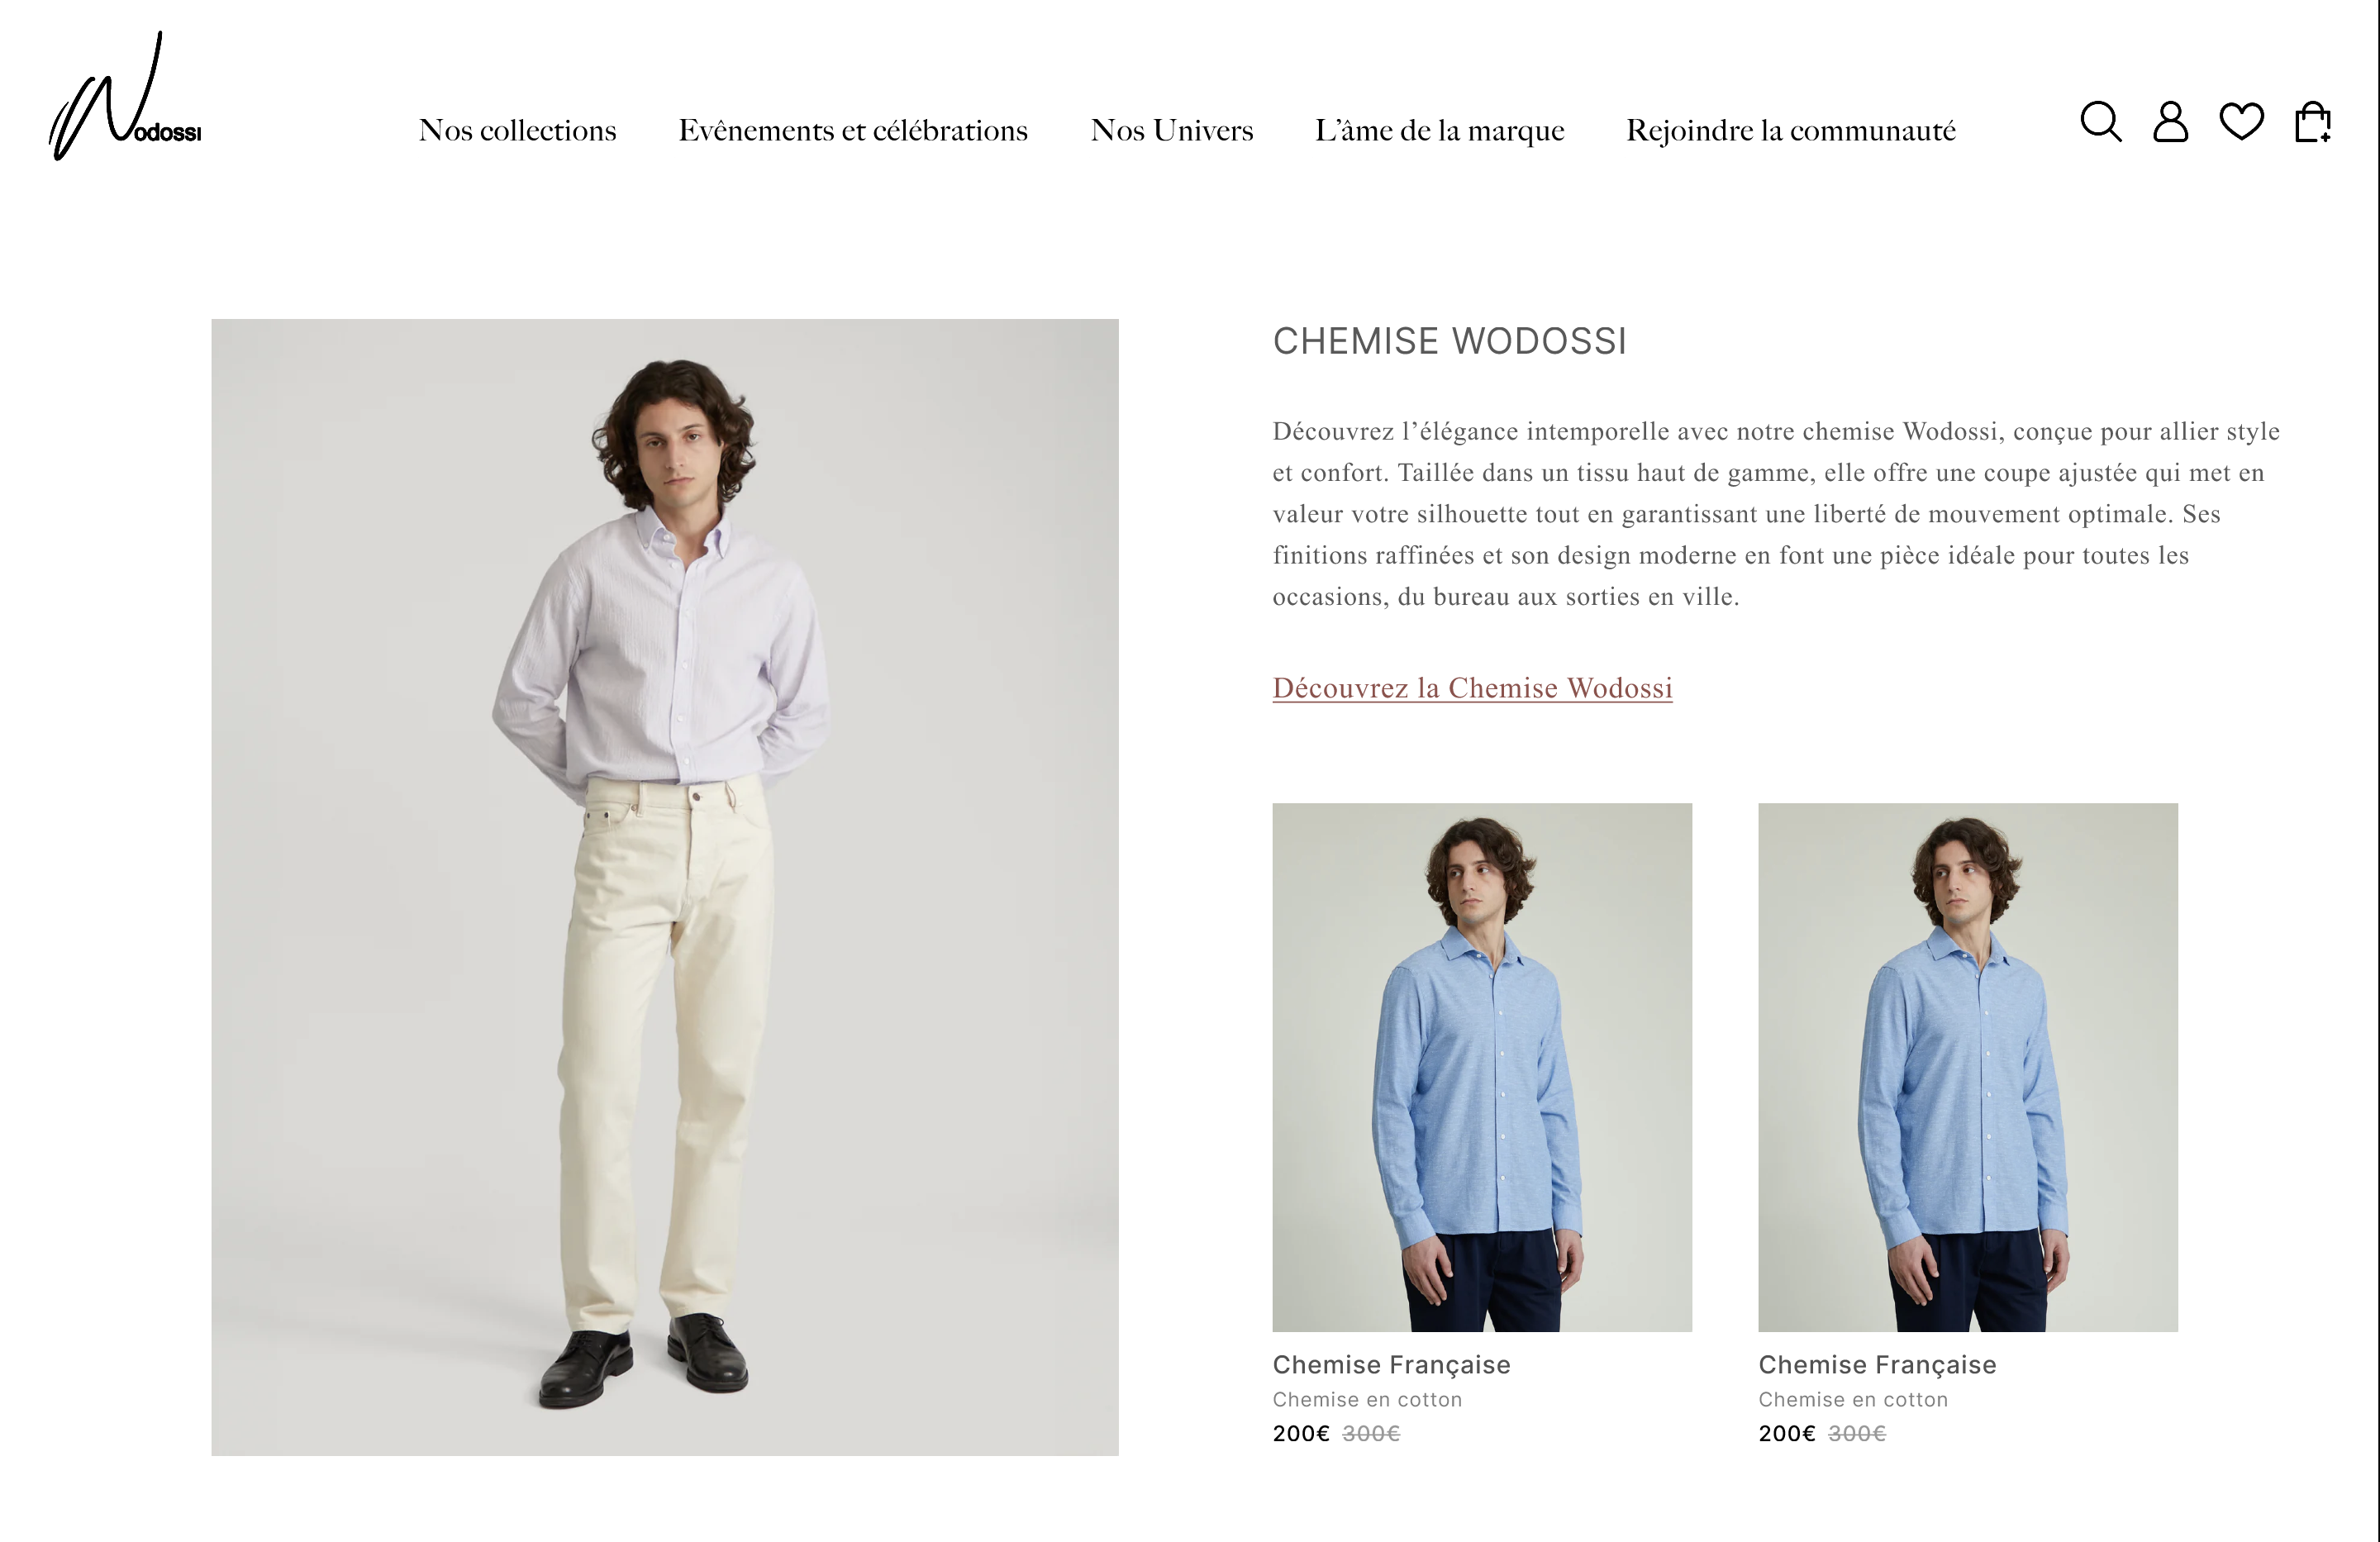 Wodossi
Nos collections
Evênements et célébrations
Nos Univers
L’âme de la marque
Rejoindre la communauté
CHEMISE WODOSSI
Découvrez l’élégance intemporelle avec notre chemise Wodossi, conçue pour allier style
et confort. Taillée dans un tissu haut de gamme, elle offre une coupe ajustée qui met en
valeur votre silhouette tout en garantissant une liberté de mouvement optimale. Ses
finitions raffinées et son design moderne en font une pièce idéale pour toutes les
occasions, du bureau aux sorties en ville.
Découvrez la Chemise Wodossi
Chemise Française
Chemise en cotton
200€ 300€
Chemise Française
Chemise en cotton
200€ 300€